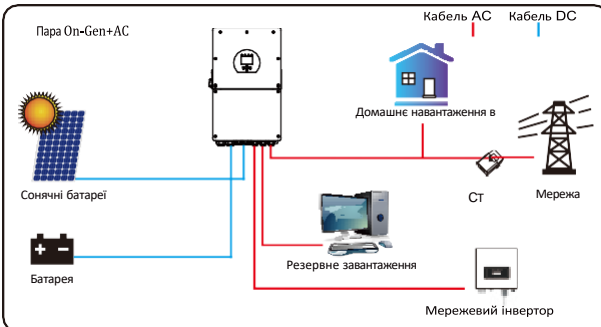 Кабель AC Кабель DC
Пара On-Gen+AC
Домашнє навантаження в
Сонячні батареї
СТ
Мережа
Батарея
Резервне завантаження
Мережевий інвертор